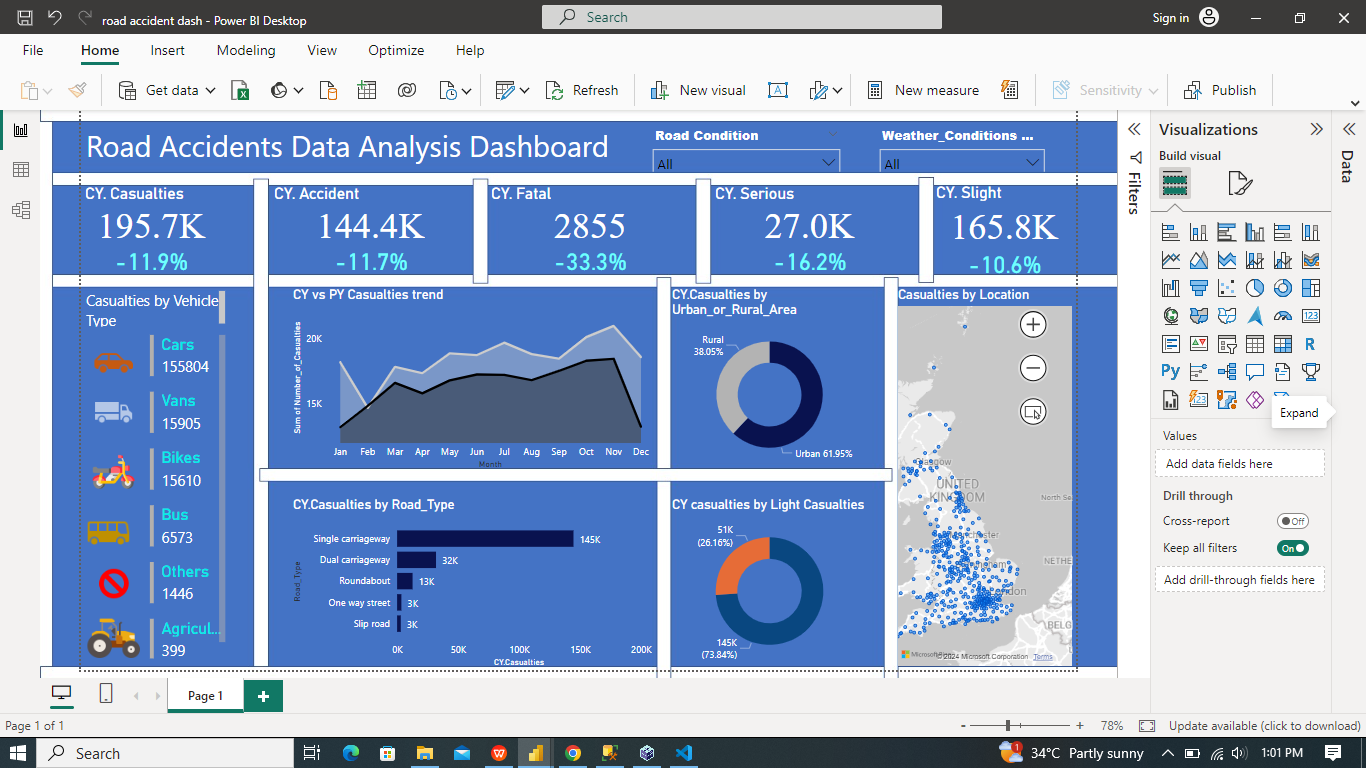 road accident dash - Power BI Desktop
Search
Sign in
File
Home
Insert
Modeling
View
Optimize
Help
Get data
Refresh
New visual
New measure
Sensitivity
Publish
Road Accidents Data Analysis Dashboard
Road Condition
All
Weather_Conditions ...
All
CY. Casualties
195.7K
-11.9%
CY. Accident
144.4K
-11.7%
CY. Fatal
2855
-33.3%
CY. Serious
27.0K
-16.2%
CY. Slight
165.8K
-10.6%
Casualties by Vehicle
Type
Cars
155804
Vans
15905
Bikes
15610
Bus
6573
Others
1446
Agricul...
399
CY vs PY Casualties trend
Sum of Number_of_Casualties
20K
15K
Jan Feb Mar Apr May Jun Jul Aug Sep Oct Nov Dec
Month
CY.Casualties by
Urban_or_Rural_Area
Rural
38.05%
Urban 61.95%
CY.Casualties by Road_Type
Road_Type
Single carriageway 145K
Dual carriageway 32K
Roundabout 13K
One way street 3K
Slip road 3K
0K 50K 100K 150K 200K
CY.Casualties
CY casualties by Light Casualties
51K
(26.16%)
145K
(73.84%)
Casualties by Location
UNITED
KINGDOM
North Se
NETHE
BELG
© 2024 Microsoft Corporation Terms
Filters
Visualizations
Build visual
123
R
Py
123
Expand
Values
Add data fields here
Drill through
Cross-report
Off
Keep all filters
On
Add drill-through fields here
Data
Page 1
Page 1 of 1
- + 78%
Update available (click to download)
Search
1
34°C Partly sunny
1:01 PM